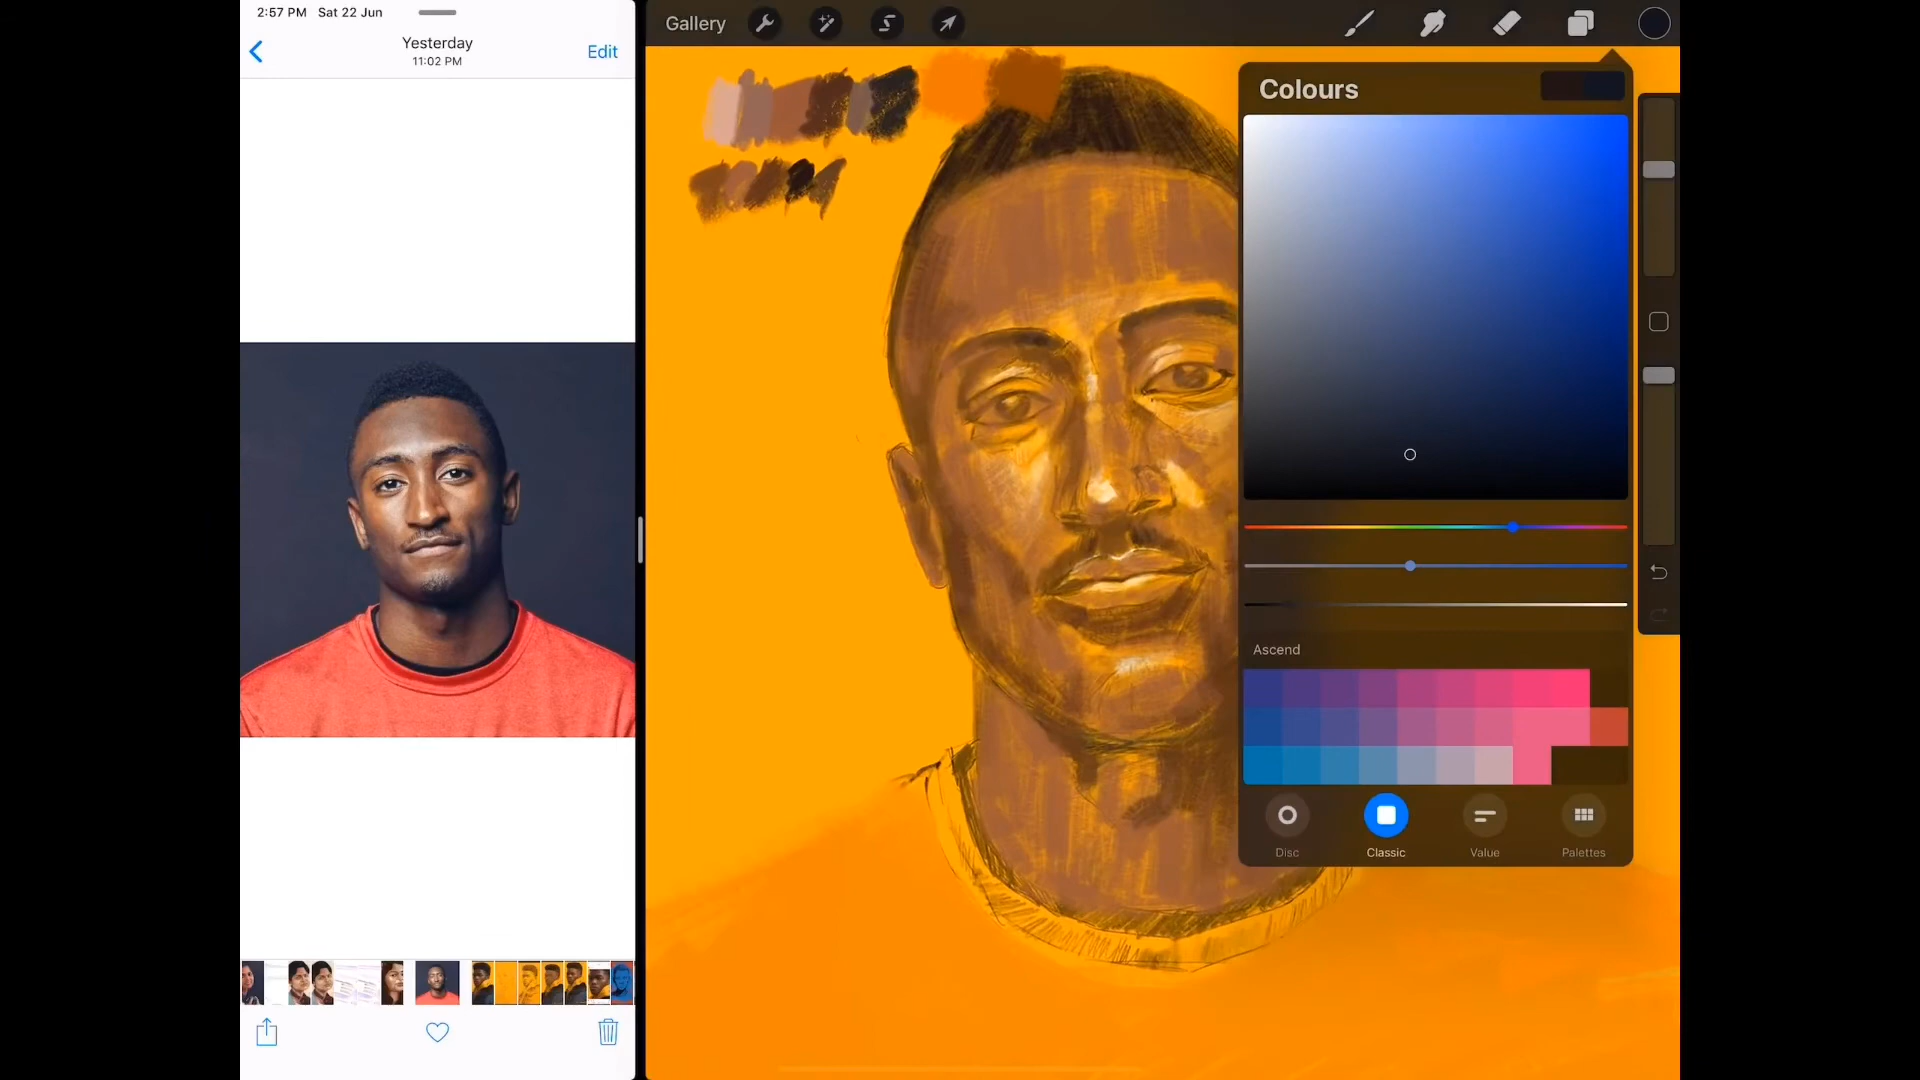 2:57 PM Sat 22 Jun
Yesterday
11:02 PM
Edit
Gallery
Colours
Ascend
Disc
Classic
Value
Palettes